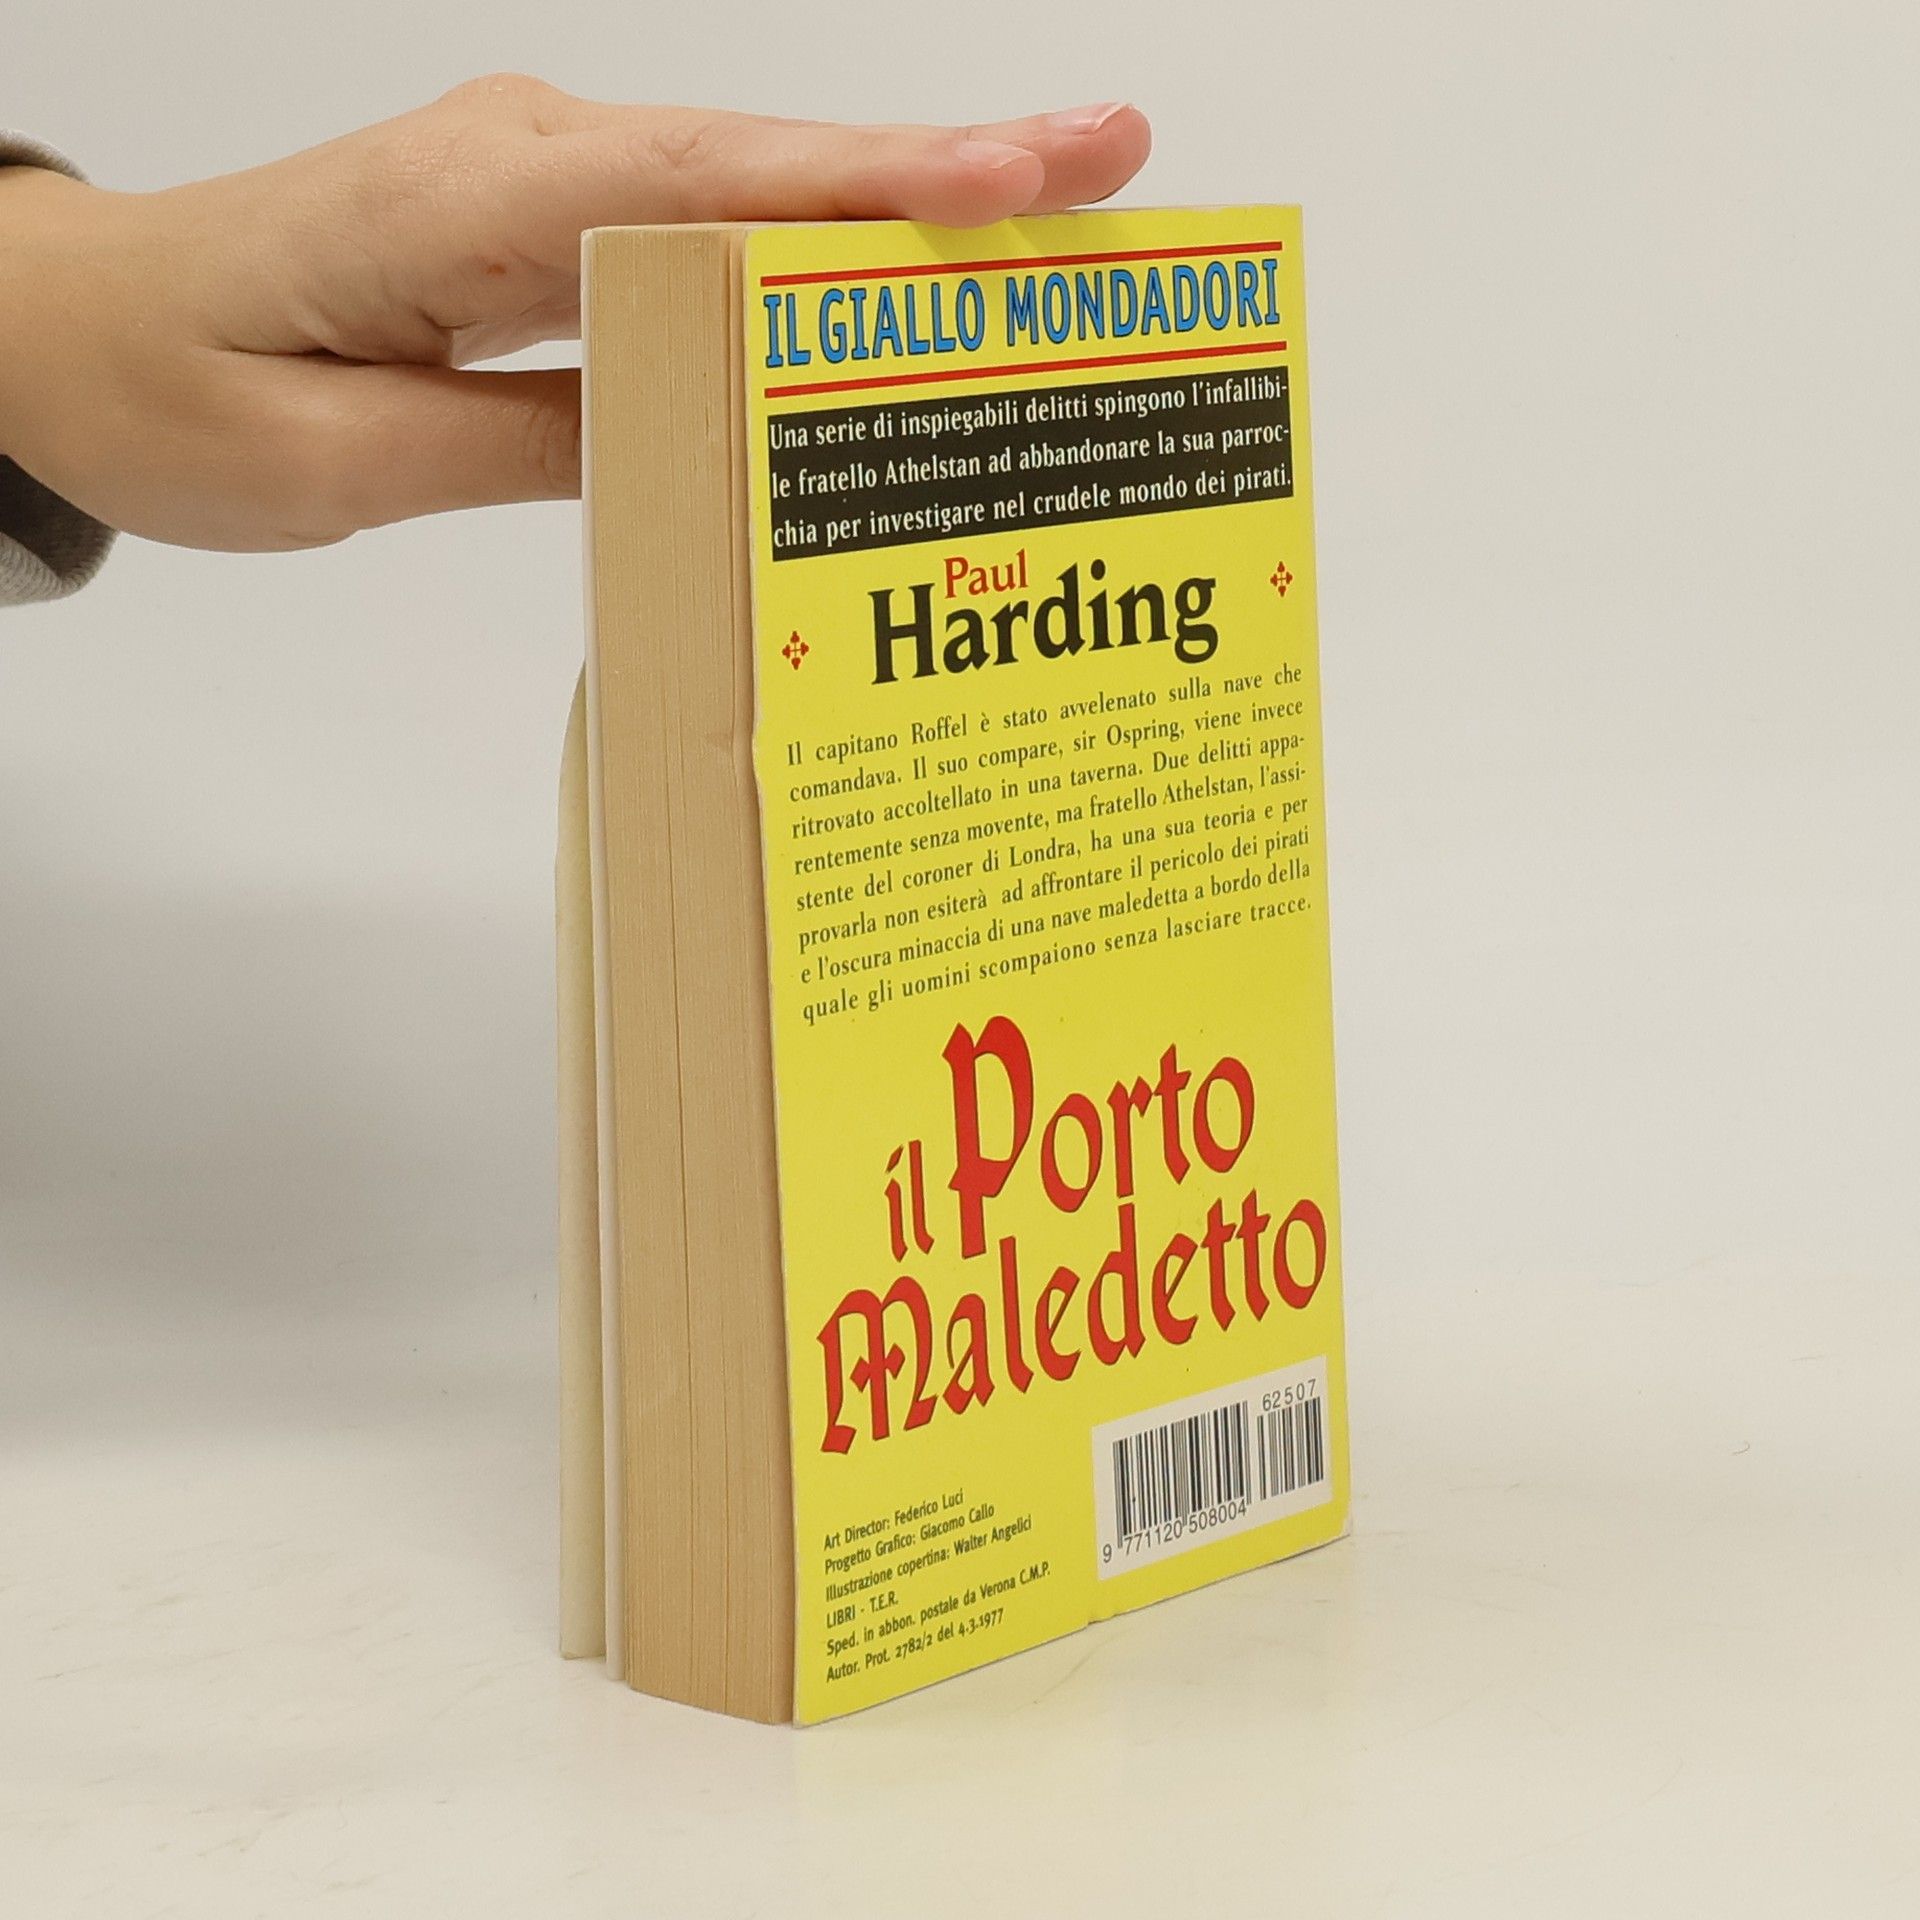 IL GIALLO MONDADORI
Una serie di inspiegabili delitti spingono l'infallibi-
le fratello Athelstan ad abbandonare la sua parroc-
chia per investigare nel crudele mondo dei pirati.
Paul
Harding
Il capitano Roffel è stato avvelenato sulla nave che
comandava. Il suo compare, sir Ospring, viene invece
ritrovato accoltellato in una taverna. Due delitti appa-
rentemente senza movente, ma fratello Athelstan, l'assi-
stente del coroner di Londra, ha una sua teoria e per
provarla non esiterà ad affrontare il pericolo dei pirati
e l'oscura minaccia di una nave maledetta a bordo della
quale gli uomini scompaiono senza lasciare tracce.
il Porto
Maledetto
Art Director: Federico Luci
Progetto Grafico: Giacomo Callo
Illustrazione copertina: Walter Angelici
LIBRI - T.E.R.
Sped. in abbon. postale da Verona C.M.P.
Autor. Prot. 2782/2 del 4.3.1977
62507
9 771120 508004